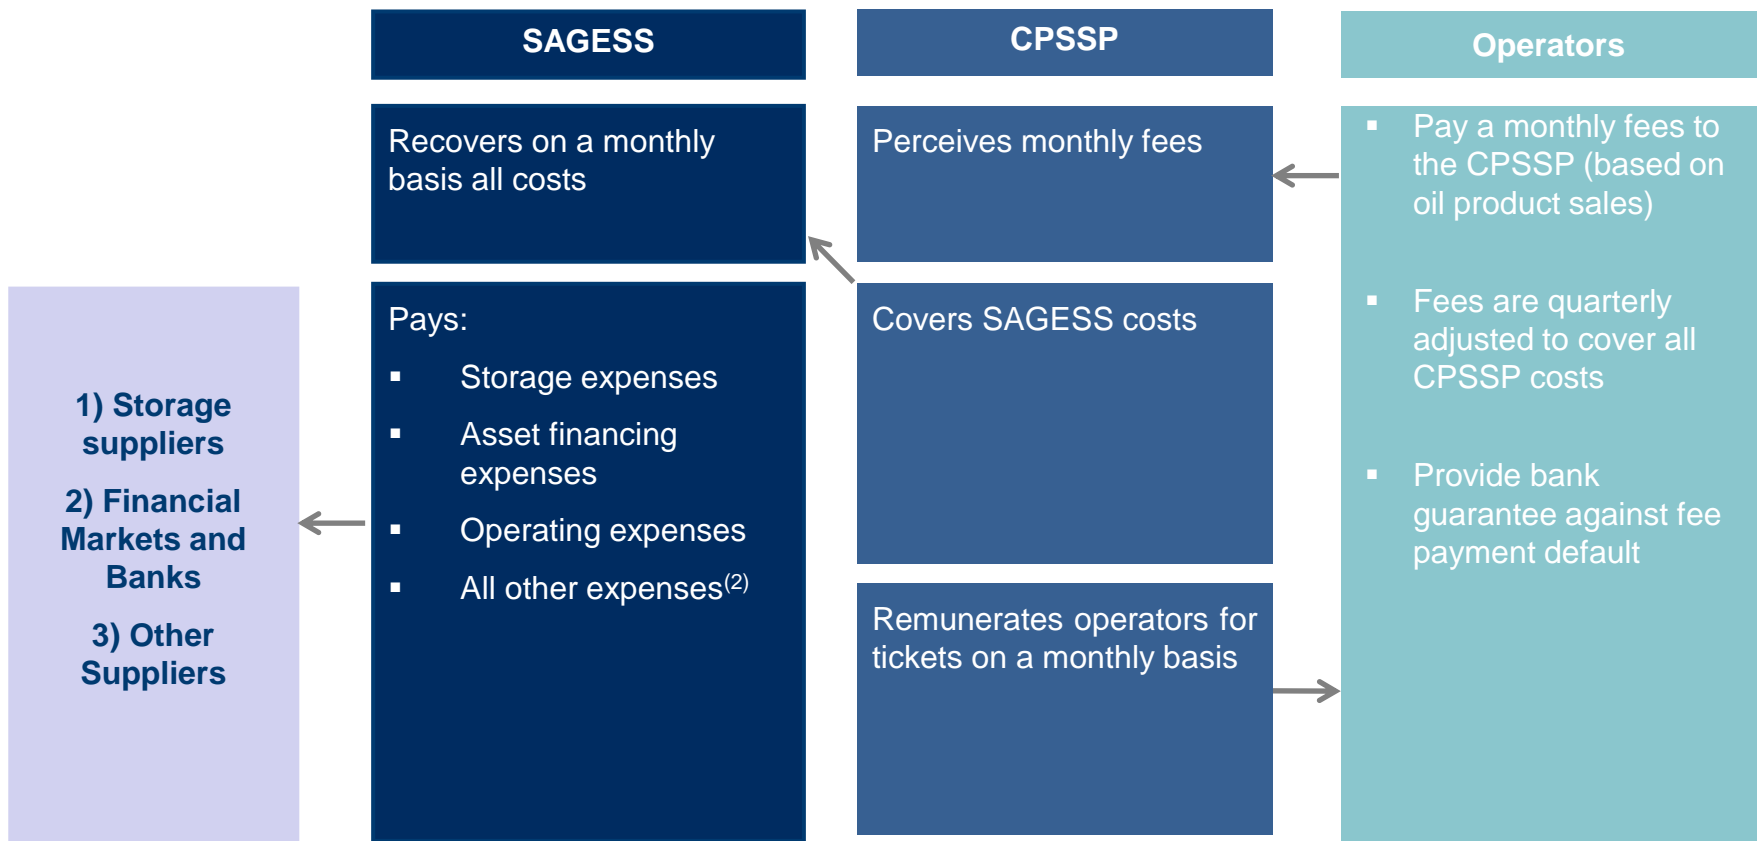 SAGESS
CPSSP
Operators
Recovers on a monthly
basis all costs
Perceives monthly fees
▪ Pay a monthly fees to
the CPSSP (based on
oil product sales)
▪ Fees are quarterly
adjusted to cover all
CPSSP costs
▪ Provide bank
guarantee against fee
payment default
1) Storage
suppliers
2) Financial
Markets and
Banks
3) Other
Suppliers
Pays:
▪ Storage expenses
▪ Asset financing
expenses
▪ Operating expenses
▪ All other expenses(2)
Covers SAGESS costs
Remunerates operators for
tickets on a monthly basis